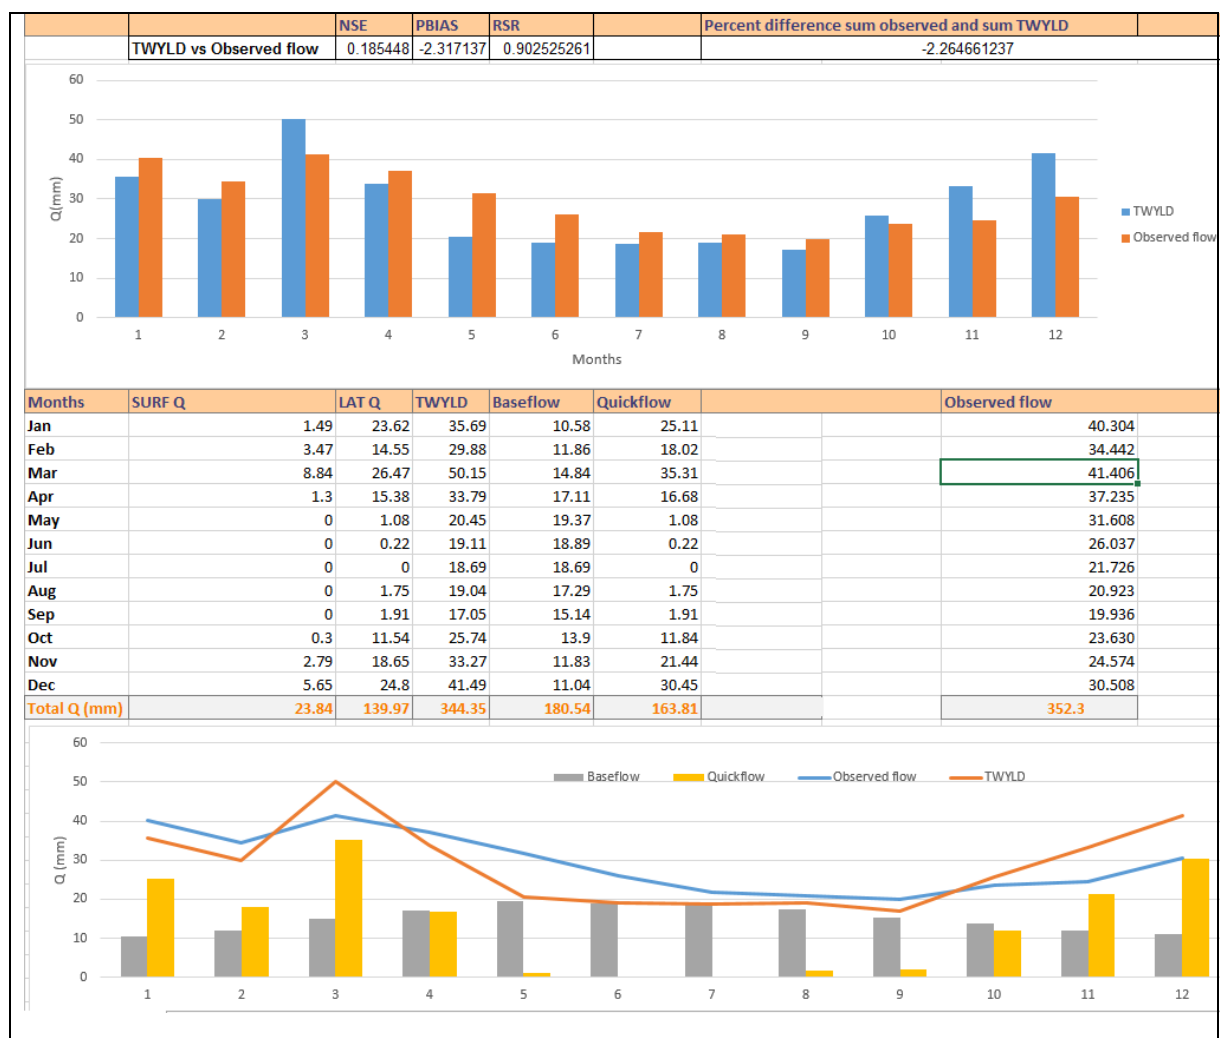 NSE PBIAS RSR Percent difference sum observed and sum TWYLD
TWYLD vs Observed flow 0.185448 -2.317137 0.902525261 -2.264661237
60
50
40
30
20
10
0
Q(mm)
1 2 3 4 5 6 7 8 9 10 11 12
Months
TWYLD
Observed flow
Months SURF Q LAT Q TWYLD Baseflow Quickflow Observed flow
Jan 1.49 23.62 35.69 10.58 25.11 40.304
Feb 3.47 14.55 29.88 11.86 18.02 34.442
Mar 8.84 26.47 50.15 14.84 35.31 41.406
Apr 1.3 15.38 33.79 17.11 16.68 37.235
May 0 1.08 20.45 19.37 1.08 31.608
Jun 0 0.22 19.11 18.89 0.22 26.037
Jul 0 0 18.69 18.69 0 21.726
Aug 0 1.75 19.04 17.29 1.75 20.923
Sep 0 1.91 17.05 15.14 1.91 19.936
Oct 0.3 11.54 25.74 13.9 11.84 23.630
Nov 2.79 18.65 33.27 11.83 21.44 24.574
Dec 5.65 24.8 41.49 11.04 30.45 30.508
Total Q (mm) 23.84 139.97 344.35 180.54 163.81 352.3
Baseflow Quickflow Observed flow TWYLD
60
50
40
30
20
10
0
Q (mm)
1 2 3 4 5 6 7 8 9 10 11 12